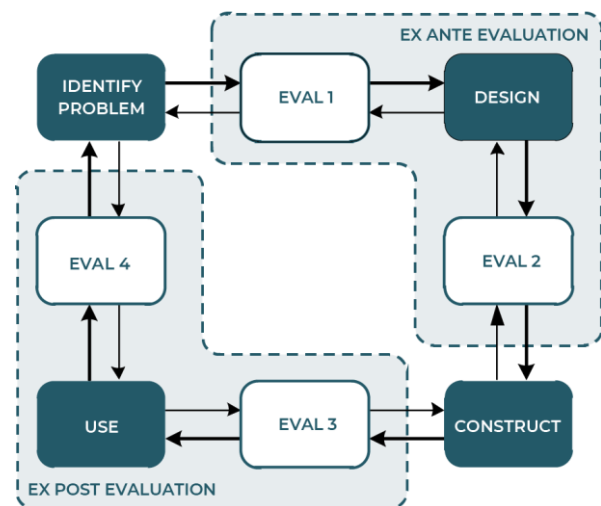 EX ANTE EVALUATION
IDENTIFY
PROBLEM
EVAL 1
DESIGN
EVAL 4
EVAL 2
USE
EVAL 3
CONSTRUCT
EX POST EVALUATION